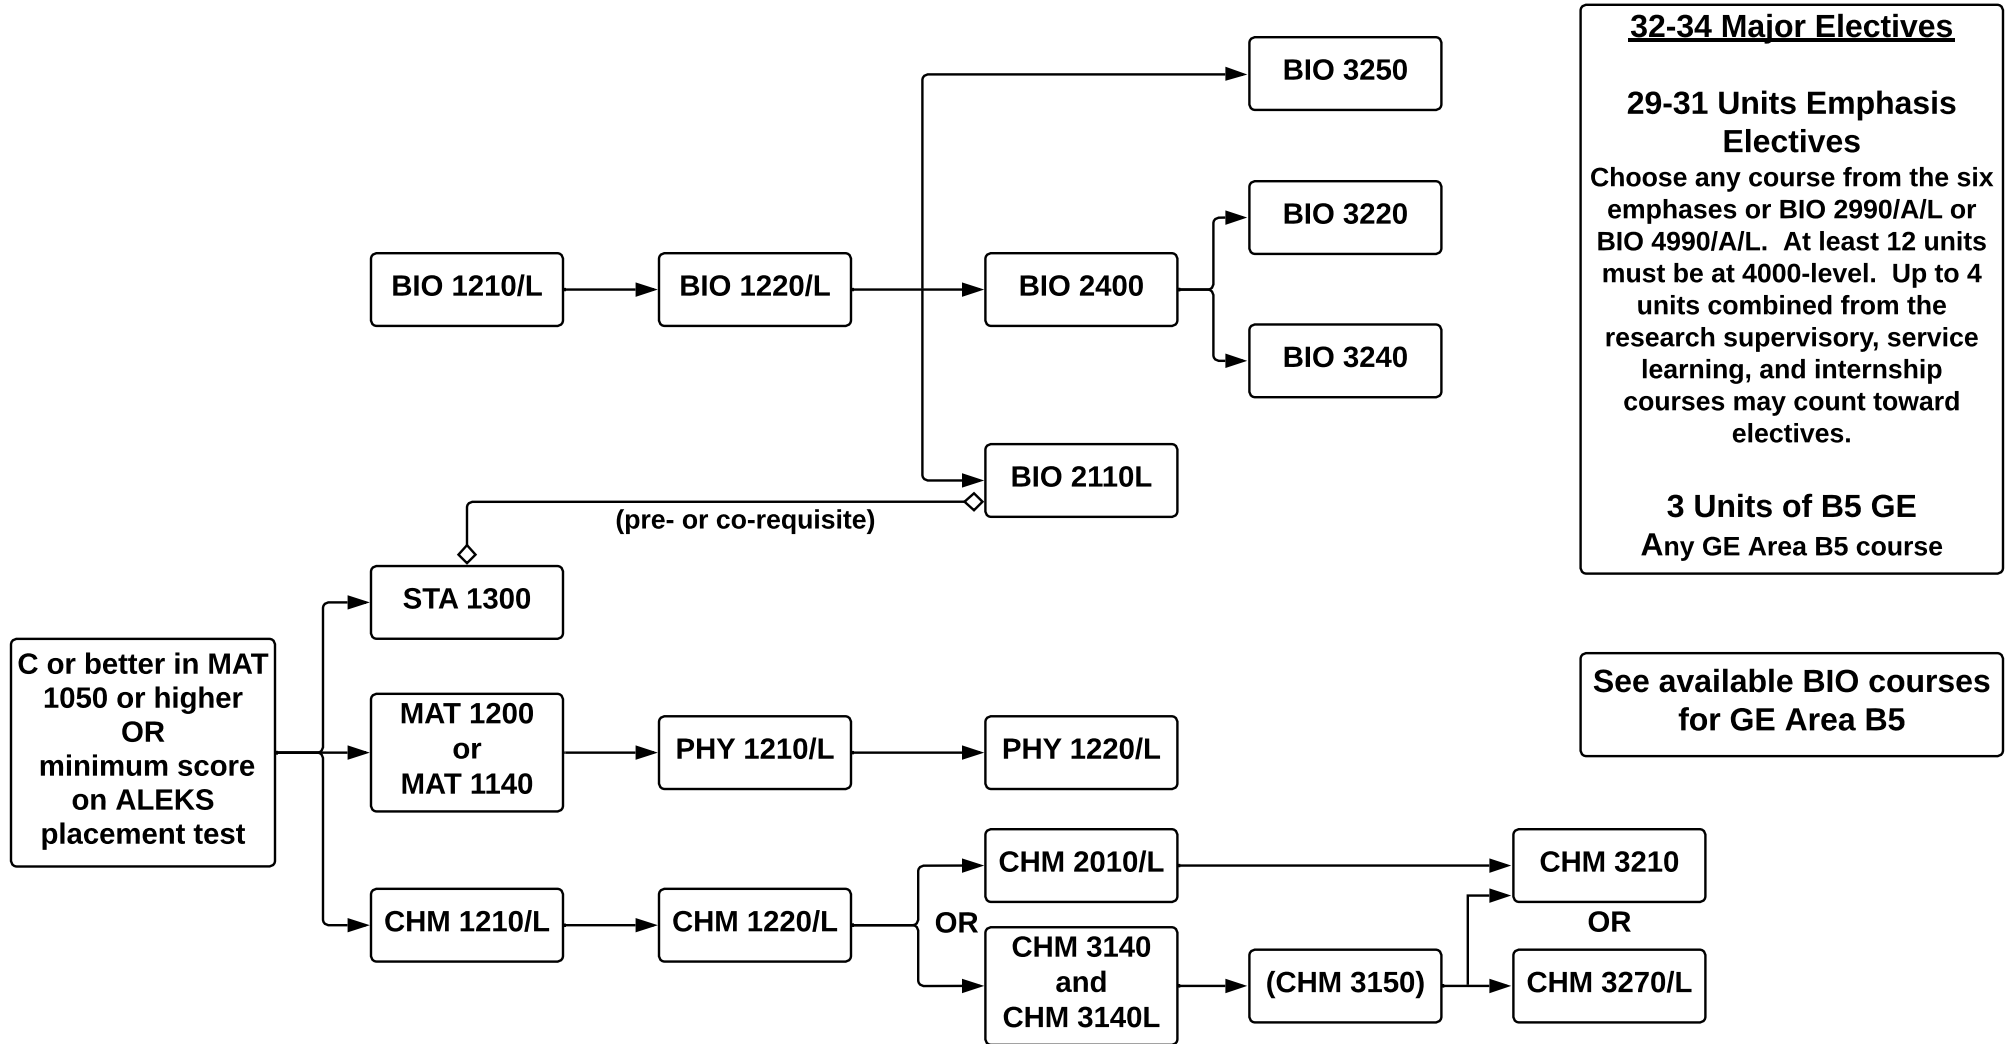 32-34 Major Electives
29-31 Units Emphasis
Electives
Choose any course from the six
emphases or BIO 2990/A/L or
BIO 4990/A/L.  At least 12 units
must be at 4000-level.  Up to 4
units combined from the
research supervisory, service
learning, and internship
courses may count toward
electives.
3 Units of B5 GE
Any GE Area B5 course
BIO 3250
BIO 3220
BIO 1210/L
BIO 1220/L
BIO 2400
BIO 3240
BIO 2110L
(pre- or co-requisite)
STA 1300
C or better in MAT
1050 or higher
OR
minimum score
on ALEKS
placement test
MAT 1200
or
MAT 1140
PHY 1210/L
PHY 1220/L
See available BIO courses
for GE Area B5
CHM 1210/L
CHM 1220/L
OR
CHM 2010/L
CHM 3140
and
CHM 3140L
(CHM 3150)
CHM 3210
OR
CHM 3270/L